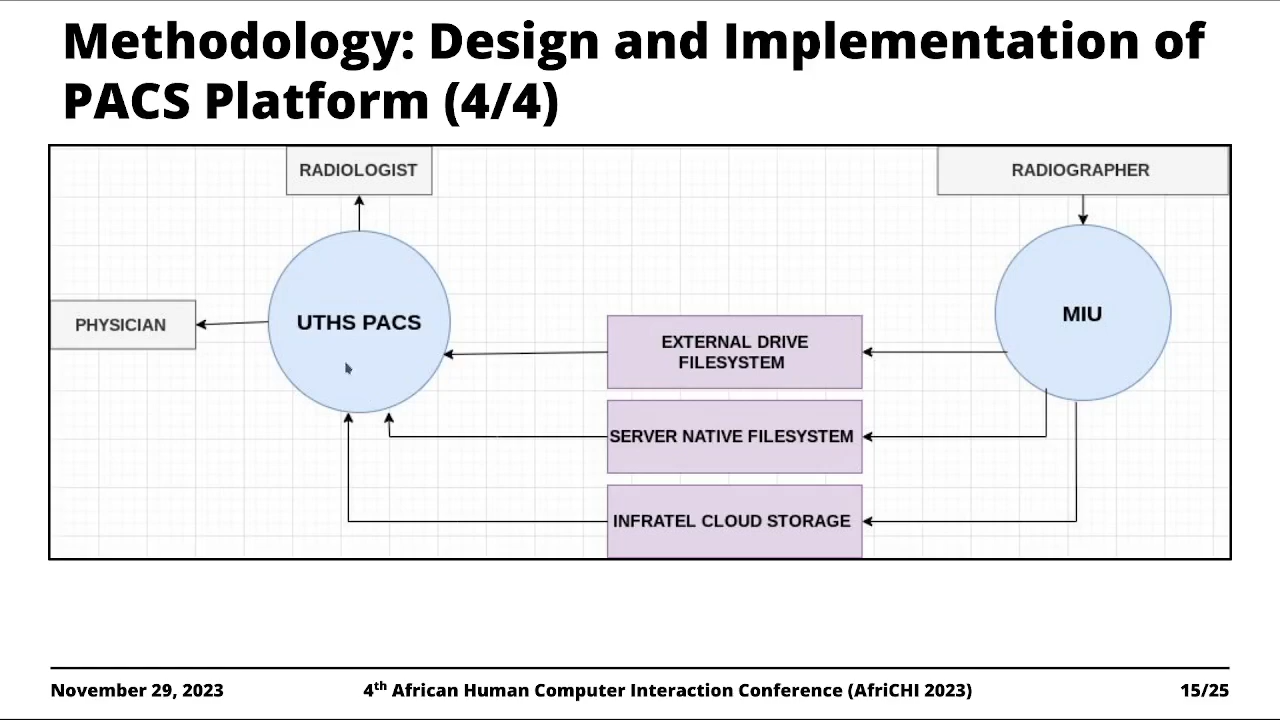 Methodology: Design and Implementation of
PACS Platform (4/4)
RADIOLOGIST
RADIOGRAPHER
PHYSICIAN
UTHS PACS
MIU
EXTERNAL DRIVE
FILESYSTEM
SERVER NATIVE FILESYSTEM
INFRATEL CLOUD STORAGE
November 29, 2023
4th African Human Computer Interaction Conference (AfriCHI 2023)
15/25